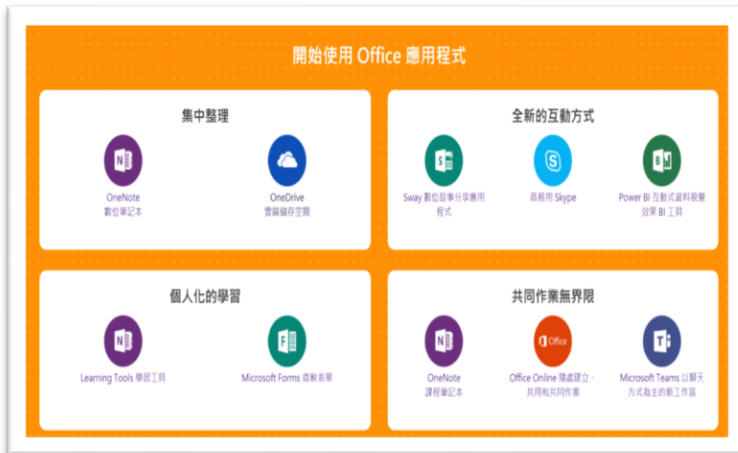 開始使用 Office 應用程式
集中整理
N
OneNote
數位筆記本
OneDrive
雲端儲存空間
全新的互動方式
S
Sway 數位故事分享應用
程式
S
商務用 Skype
B
Power BI 互動式資料視覺
效果 BI 工具
個人化的學習
N
Learning Tools 學習工具
F
Microsoft Forms 微軟表單
共同作業無界限
N
OneNote
課程筆記本
Office
Office Online 隨處建立、
共用和共同作業
T
Microsoft Teams 以聊天
方式為主的新工作區